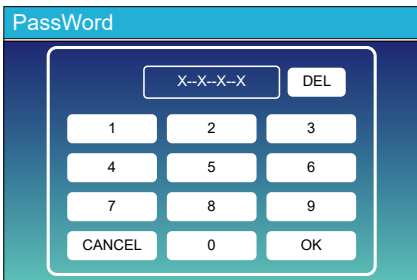 PassWord
X--X--X--X DEL
1 2 3
4 5 6
7 8 9
CANCEL 0 OK